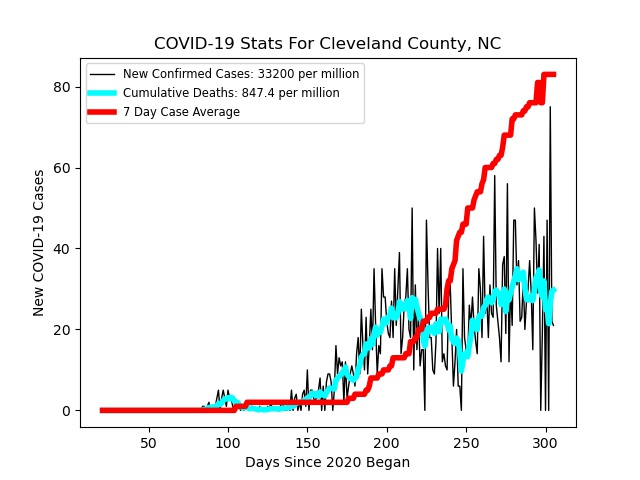 COVID-19 Stats For Cleveland County, NC
New Confirmed Cases: 33200 per million
Cumulative Deaths: 847.4 per million
7 Day Case Average
New COVID-19 Cases
80
60
40
20
0
50 100 150 200 250 300
Days Since 2020 Began